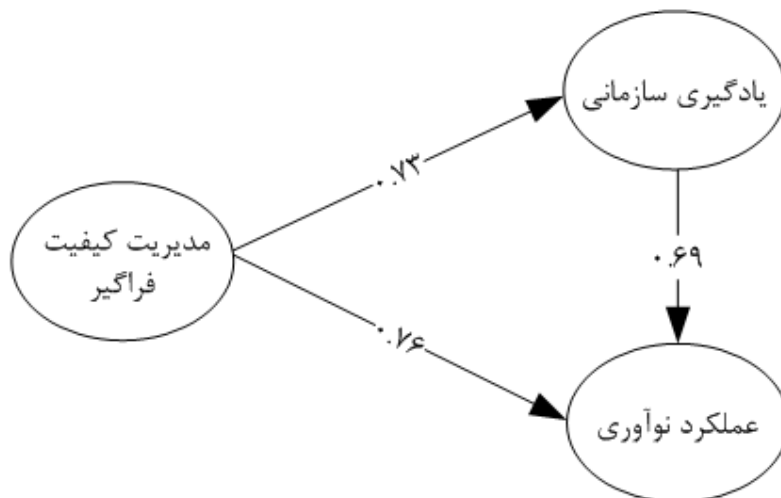 یادگیری سازمانی
۰.۷۳
مدیریت کیفیت
فراگیر
۰.۶۹
۰.۷۶
عملکرد نوآوری